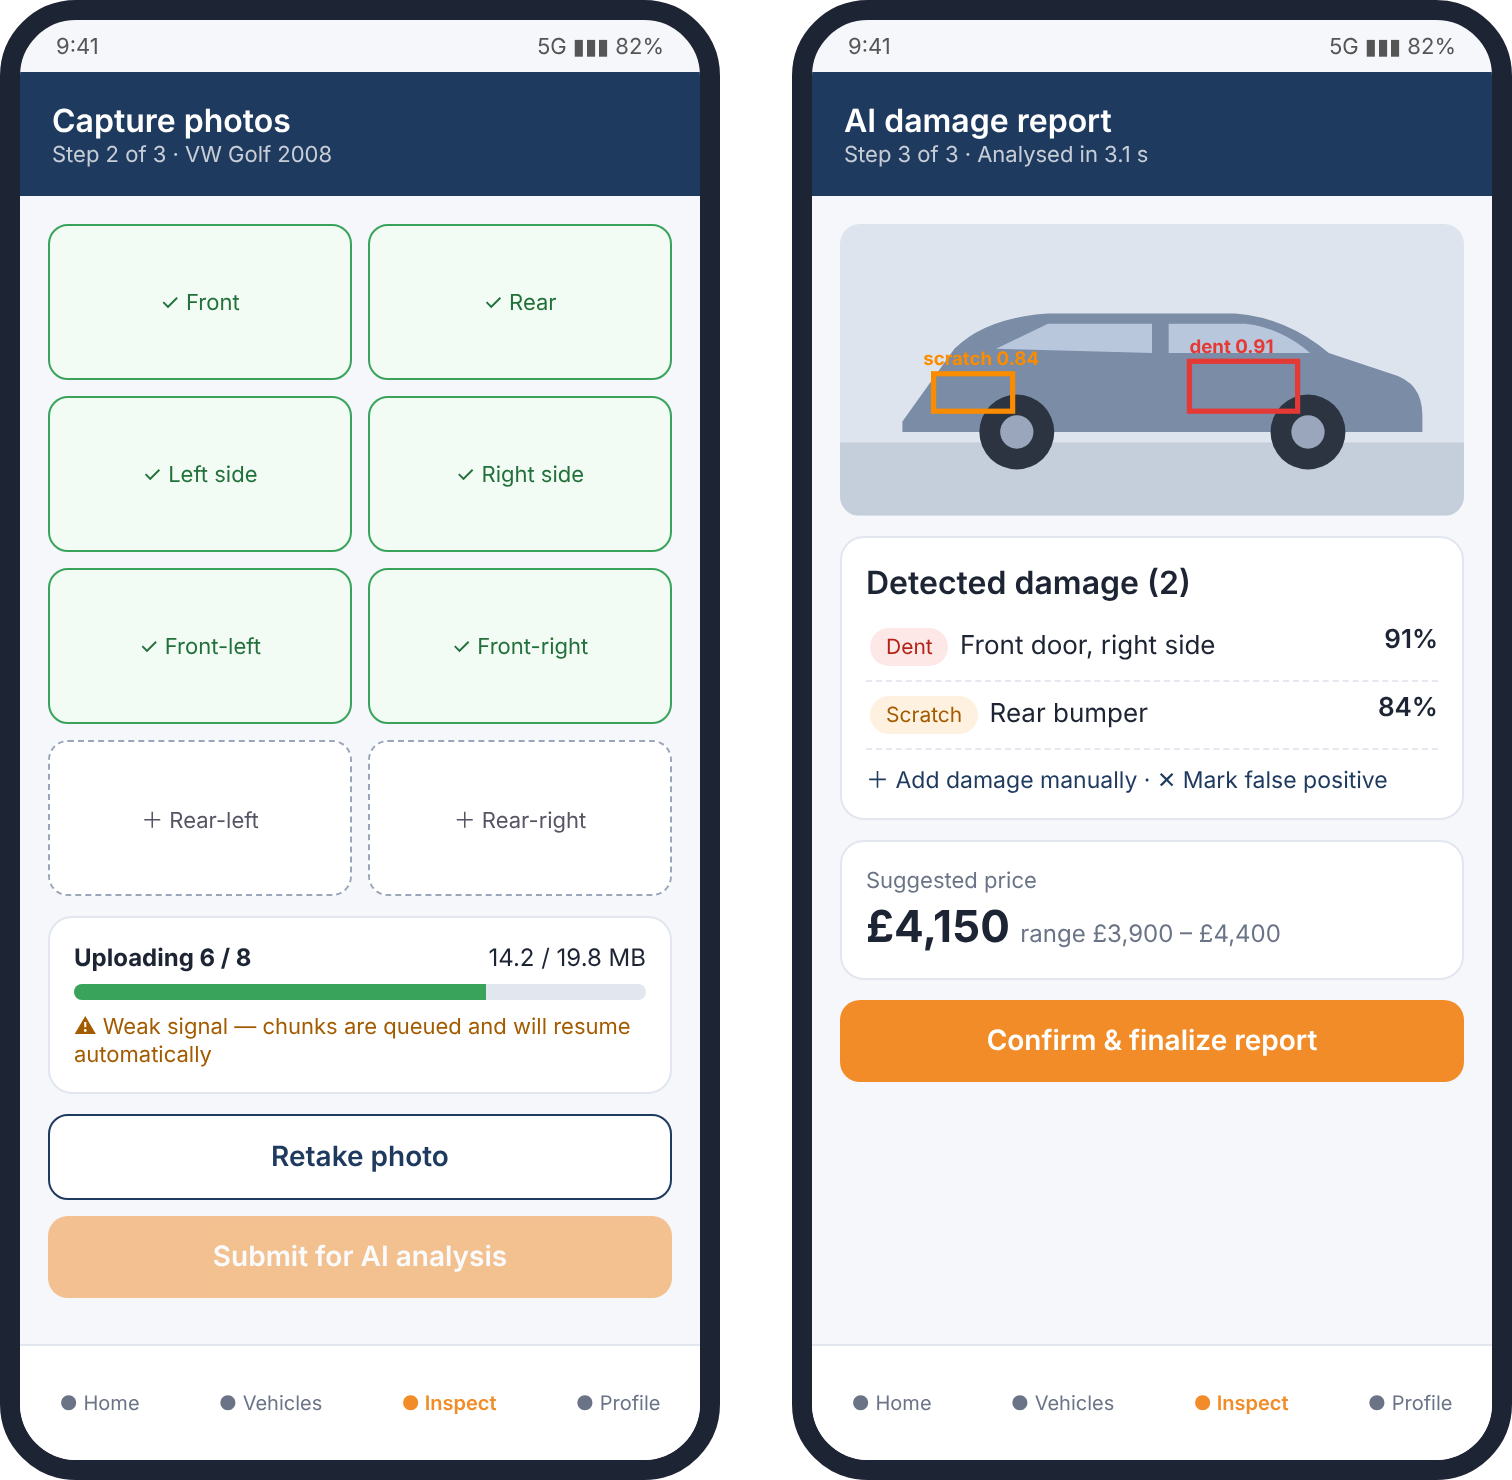 9:41
5G ▮▮▮ 82%
Capture photos
Step 2 of 3 · VW Golf 2008
✓ Front
✓ Rear
✓ Left side
✓ Right side
✓ Front-left
✓ Front-right
+ Rear-left
+ Rear-right
Uploading 6 / 8
14.2 / 19.8 MB
⚠ Weak signal — chunks are queued and will resume
automatically
Retake photo
Submit for AI analysis
Home
Vehicles
Inspect
Profile
9:41
5G ▮▮▮ 82%
AI damage report
Step 3 of 3 · Analysed in 3.1 s
dent 0.91
scratch 0.84
Detected damage (2)
Dent Front door, right side 91%
Scratch Rear bumper 84%
+ Add damage manually · ✕ Mark false positive
Suggested price
£4,150 range £3,900 – £4,400
Confirm & finalize report
Home
Vehicles
Inspect
Profile